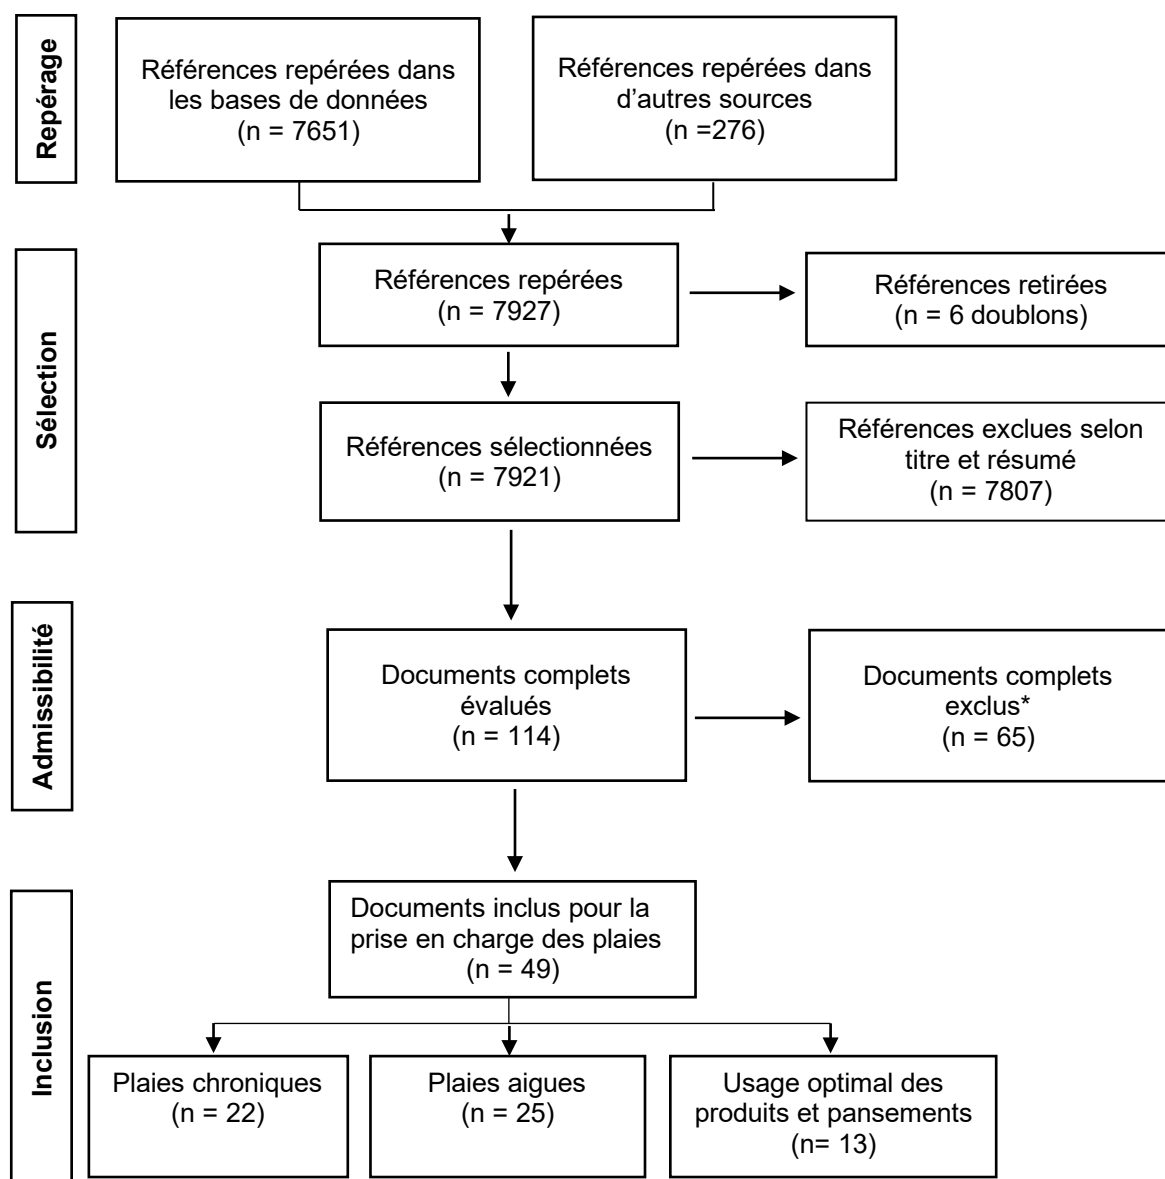 Repérage
Références repérées dans
les bases de données
(n = 7651)
Références repérées dans
d’autres sources
(n =276)
Sélection
Références repérées
(n = 7927)
Références retirées
(n = 6 doublons)
Références sélectionnées
(n = 7921)
Références exclues selon
titre et résumé
(n = 7807)
Admissibilité
Documents complets
évalués
(n = 114)
Documents complets
exclus*
(n = 65)
Inclusion
Documents inclus pour la
prise en charge des plaies
(n = 49)
Plaies chroniques
(n = 22)
Plaies aigues
(n = 25)
Usage optimal des
produits et pansements
(n= 13)